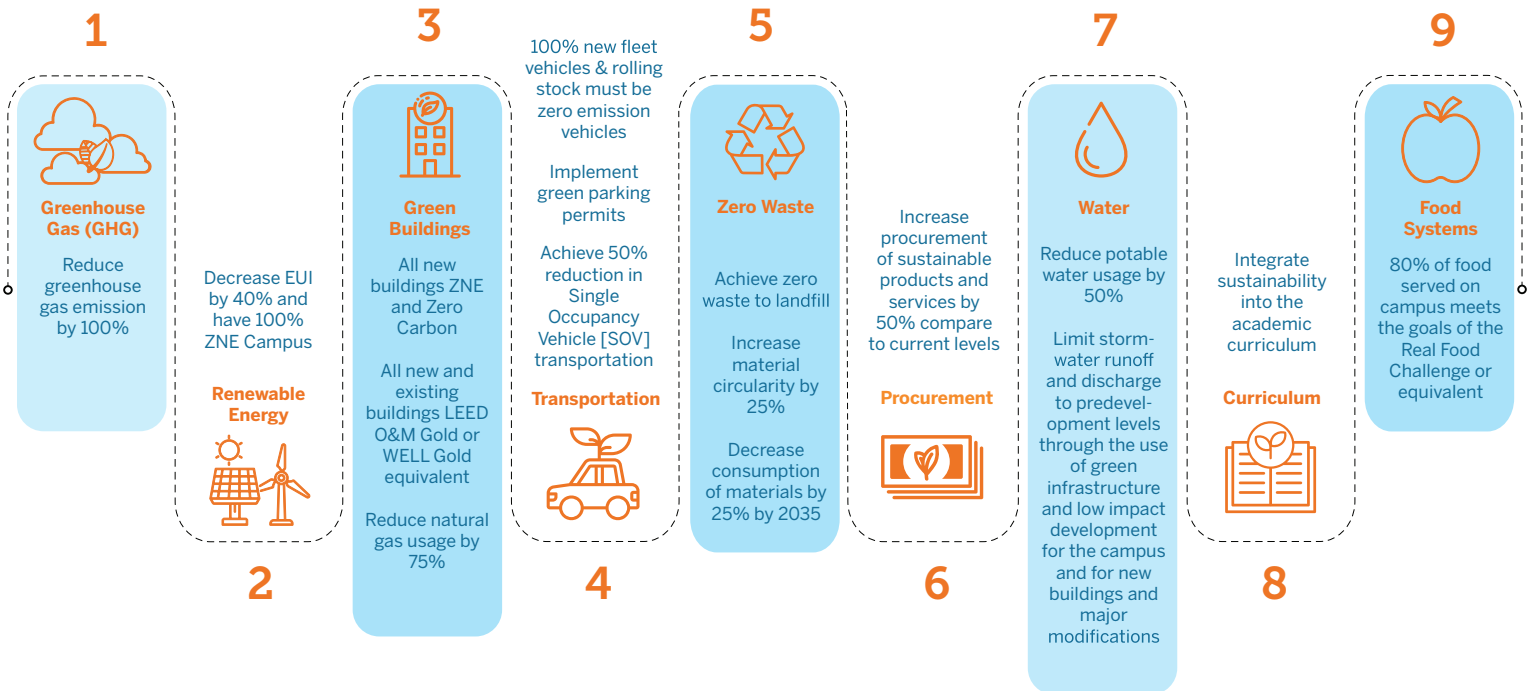 1
Greenhouse
Gas (GHG)
Reduce
greenhouse
gas emission
by 100%
Decrease EUI
by 40% and
have 100%
ZNE Campus
Renewable
Energy
2
3
Green
Buildings
All new
buildings ZNE
and Zero
Carbon
All new and
existing
buildings LEED
O&M Gold or
WELL Gold
equivalent
Reduce natural
gas usage by
75%
100% new fleet
vehicles & rolling
stock must be
zero emission
vehicles
Implement
green parking
permits
Achieve 50%
reduction in
Single
Occupancy
Vehicle [SOV]
transportation
Transportation
4
5
Zero Waste
Achieve zero
waste to landfill
Increase
material
circularity by
25%
Decrease
consumption
of materials by
25% by 2035
Increase
procurement
of sustainable
products and
services by
50% compare
to current levels
Procurement
6
7
Water
Reduce potable
water usage by
50%
Limit storm-
water runoff
and discharge
to predevel-
opment levels
through the use
of green
infrastructure
and low impact
development
for the campus
and for new
buildings and
major
modifications
Integrate
sustainability
into the
academic
curriculum
Curriculum
8
9
Food
Systems
80% of food
served on
campus meets
the goals of the
Real Food
Challenge or
equivalent